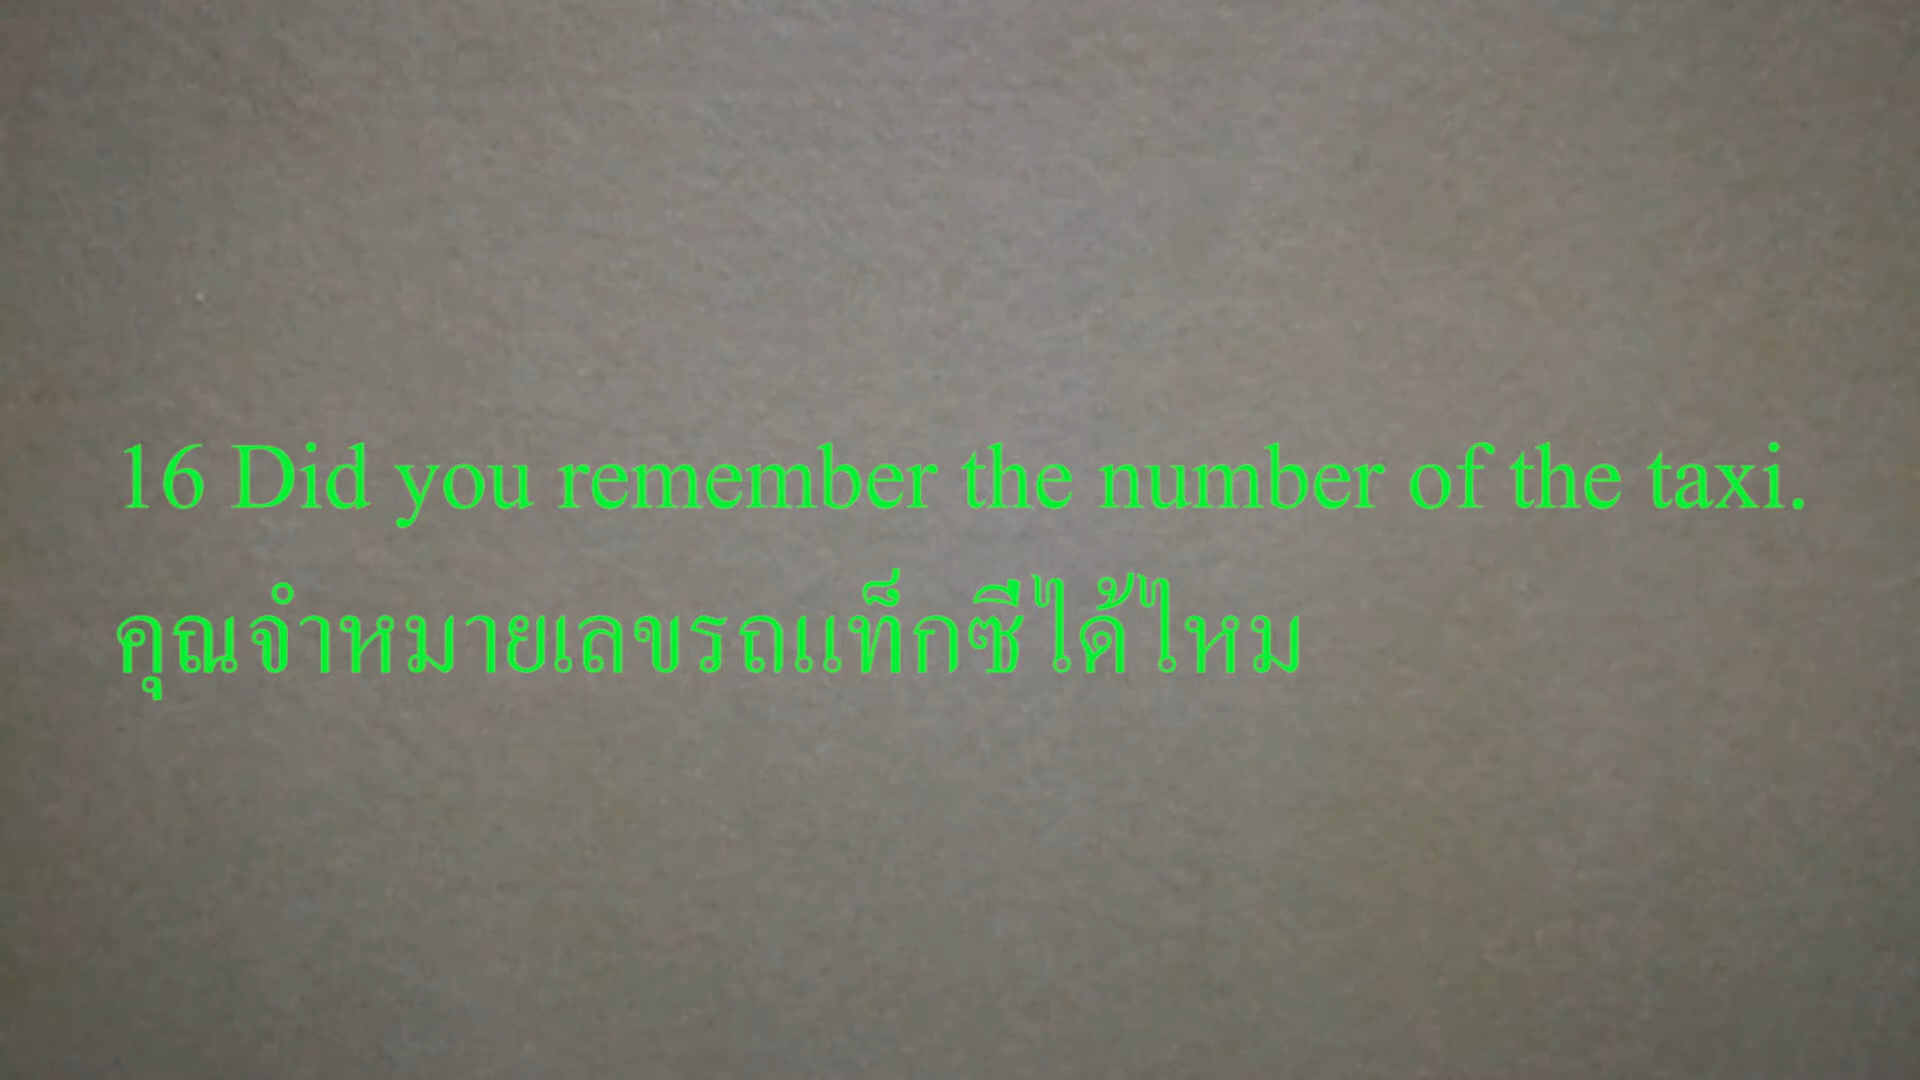 16 Did you remember the number of the taxi.
คุณจำหมายเลขรถแท็กซีได้ไหม